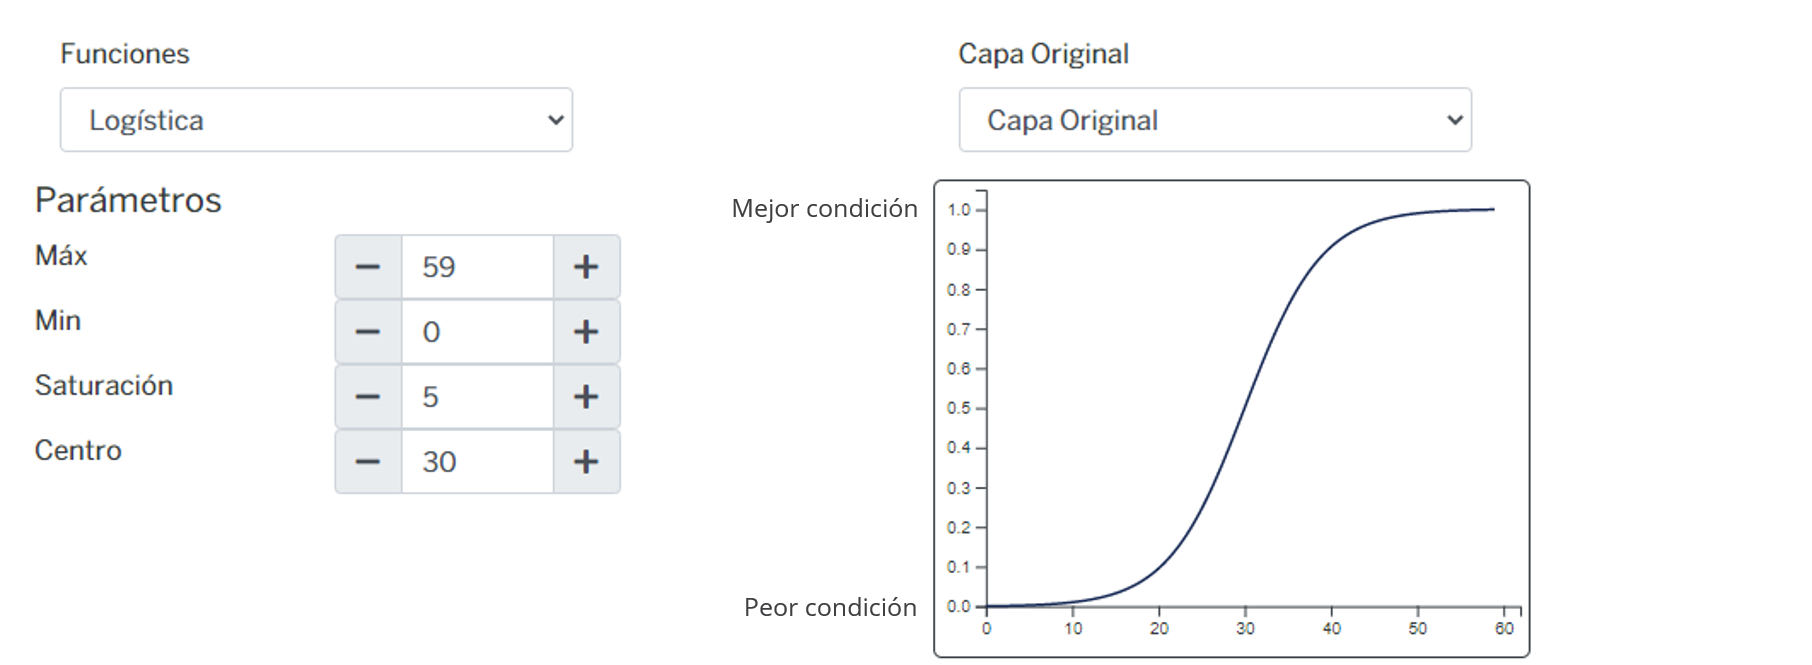 Funciones
Logística
Parámetros
Máx
59
Min
0
Saturación
5
Centro
30
Capa Original
Capa Original
Mejor condición
Peor condición
1.0
0.9
0.8
0.7
0.6
0.5
0.4
0.3
0.2
0.1
0.0
0 10 20 30 40 50 60